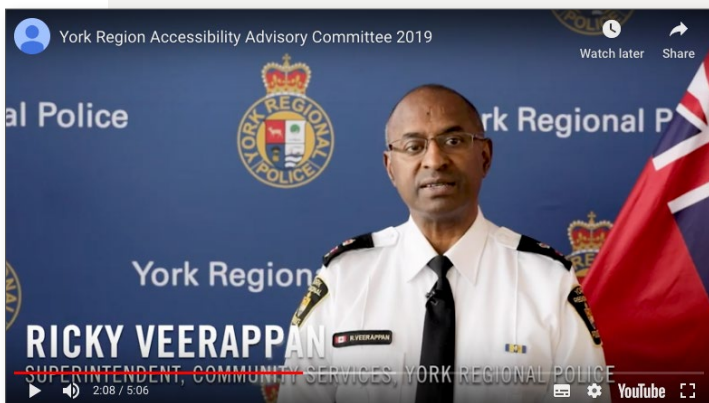 York Region Accessibility Advisory Committee 2019
Watch later
Share
al Police
rk Regional P
YORK REGIONAL
POLICE
York Region
R.VEERAPPAN
RICKY VEERAPPAN
SUPERINTENDENT, COMMUNITY SERVICES, YORK REGIONAL POLICE
2:08 / 5:06
YouTube